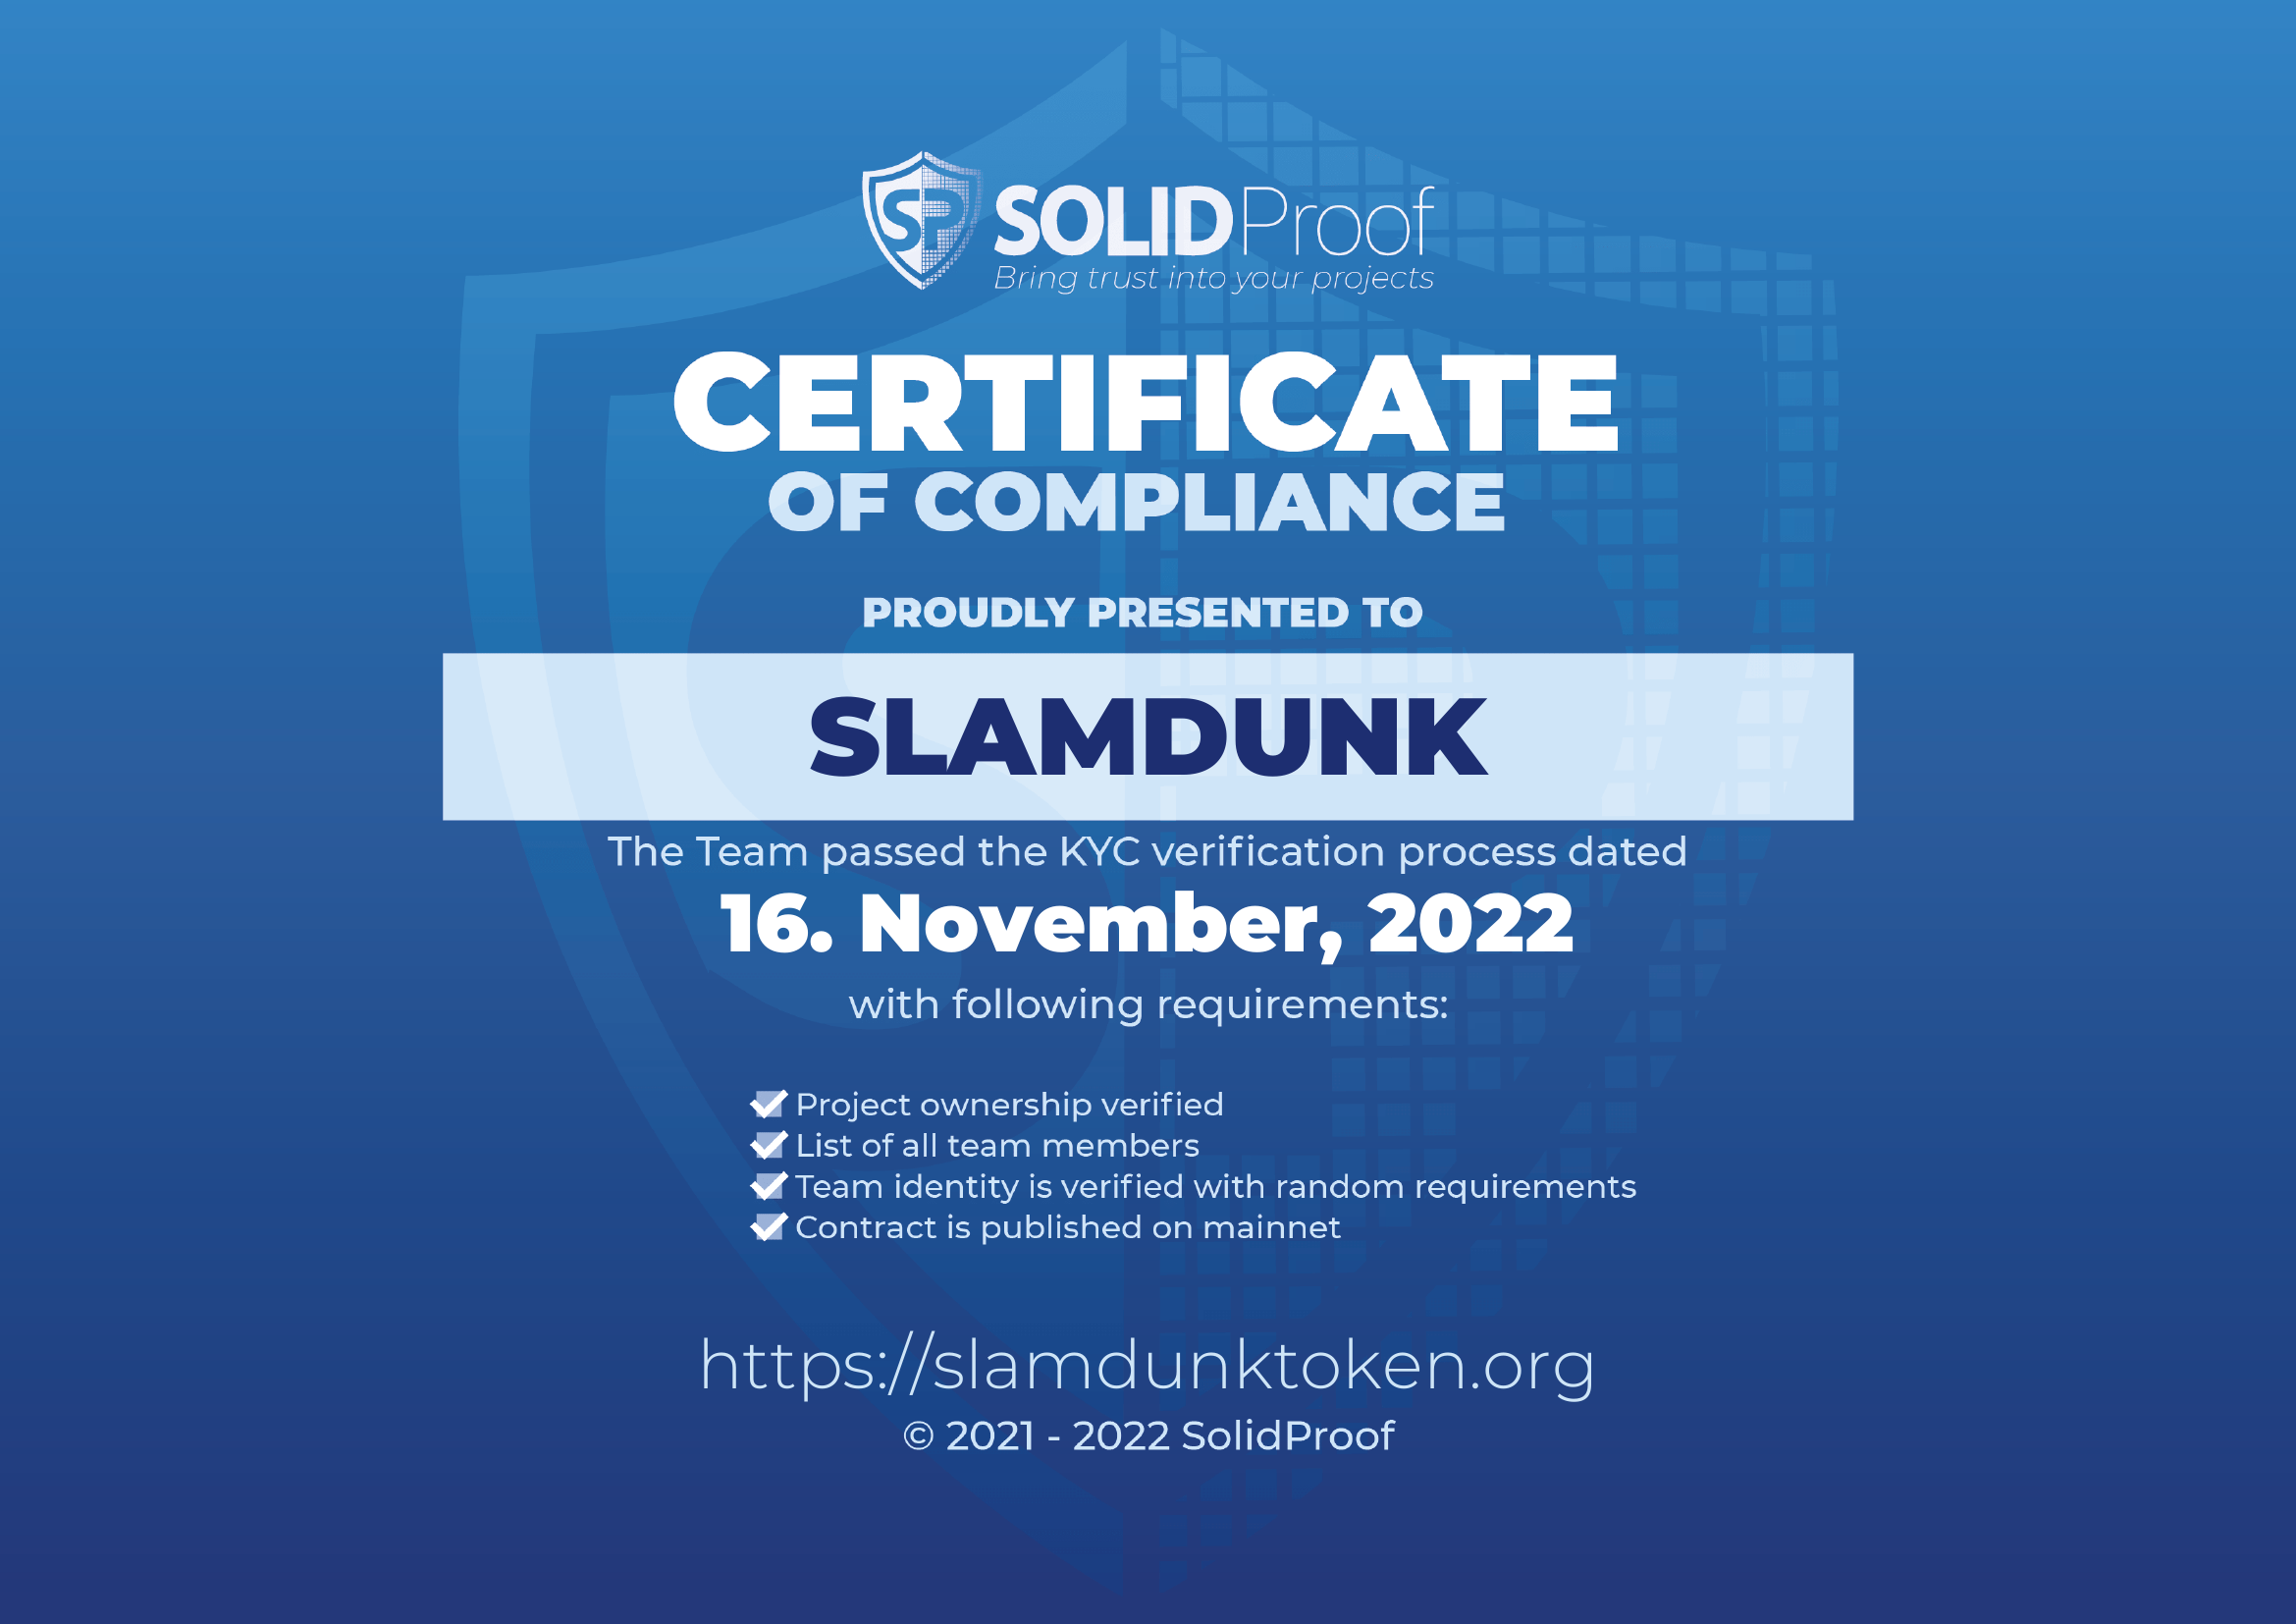 SP SOLIDProof
Bring trust into your projects
CERTIFICATE
OF COMPLIANCE
PROUDLY PRESENTED TO
SLAMDUNK
The Team passed the KYC verification process dated
16. November, 2022
with following requirements:
Project ownership verified
List of all team members
Team identity is verified with random requirements
Contract is published on mainnet
https://slamdunktoken.org
© 2021 - 2022 SolidProof